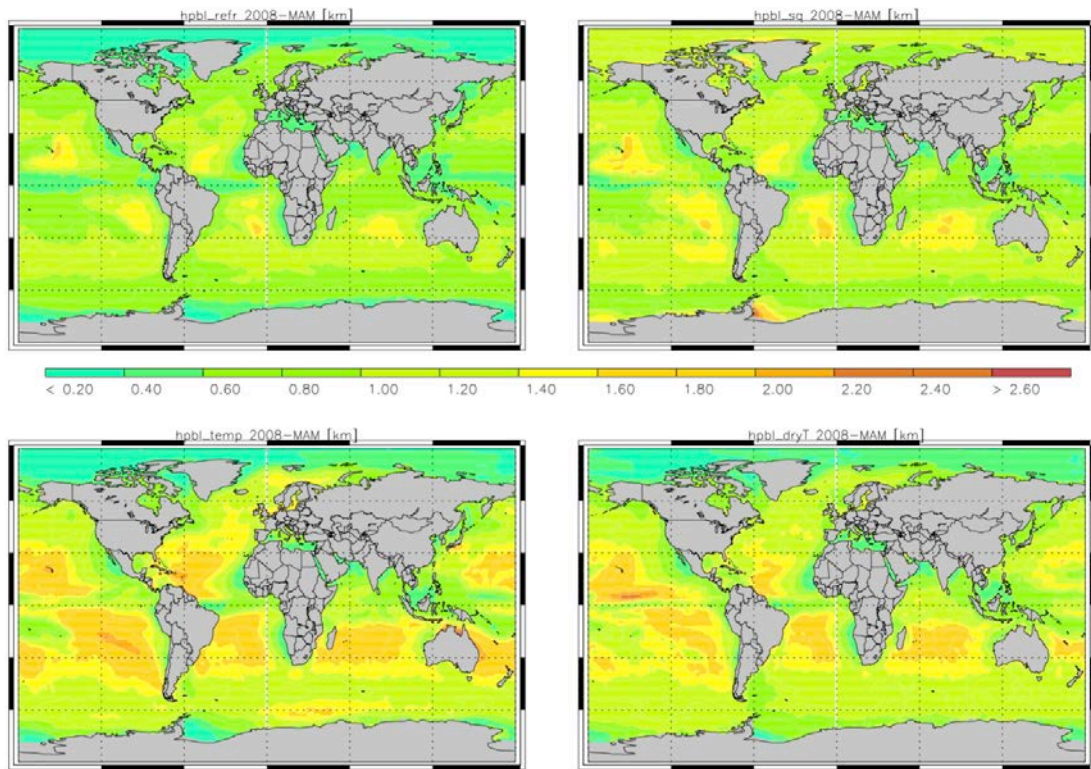 hpbl_refr 2008-MAM [km]
hpbl_sq 2008-MAM [km]
< 0.20 0.40 0.60 0.80 1.00 1.20 1.40 1.60 1.80 2.00 2.20 2.40 > 2.60
hpbl_temp 2008-MAM [km]
hpbl_dryT 2008-MAM [km]